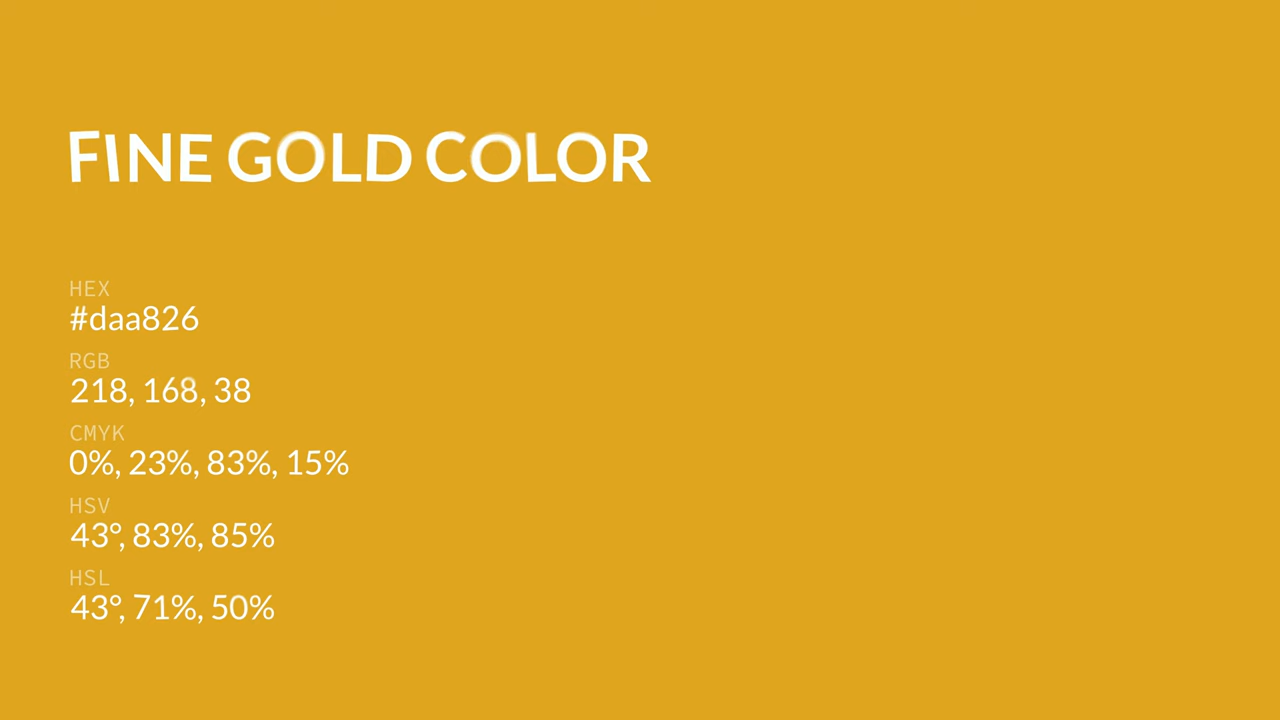 FINE GOLD COLOR
HEX
#daa826
RGB
218, 168, 38
CMYK
0%, 23%, 83%, 15%
HSV
43°, 83%, 85%
HSL
43°, 71%, 50%